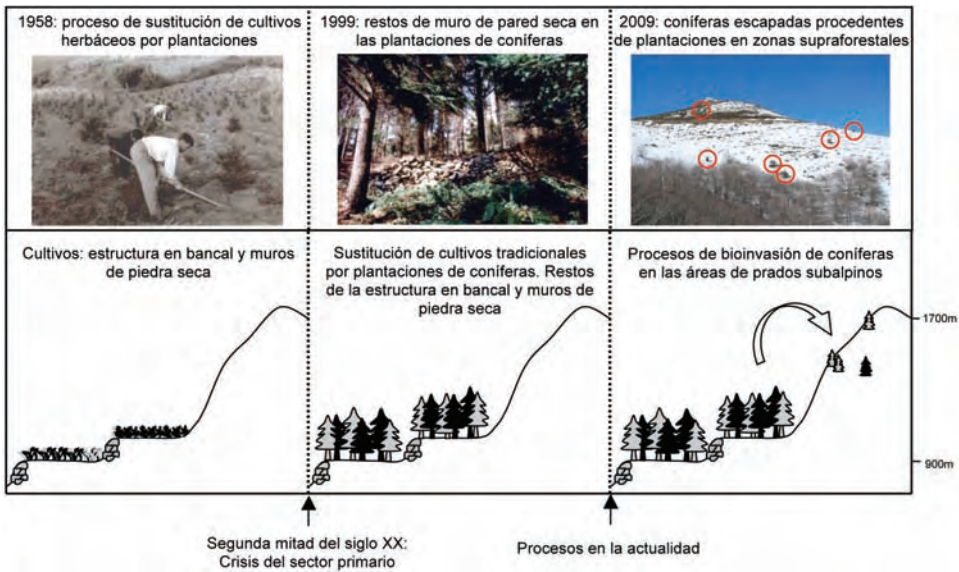 1958: proceso de sustitución de cultivos
herbáceos por plantaciones
1999: restos de muro de pared seca en
las plantaciones de coníferas
2009: coníferas escapadas procedentes
de plantaciones en zonas supraforestales
Cultivos: estructura en bancal y muros
de piedra seca
Sustitución de cultivos tradicionales
por plantaciones de coníferas. Restos
de la estructura en bancal y muros de
piedra seca
Procesos de bioinvasión de coníferas
en las áreas de prados subalpinos
1700m
900m
Segunda mitad del siglo XX:
Crisis del sector primario
Procesos en la actualidad